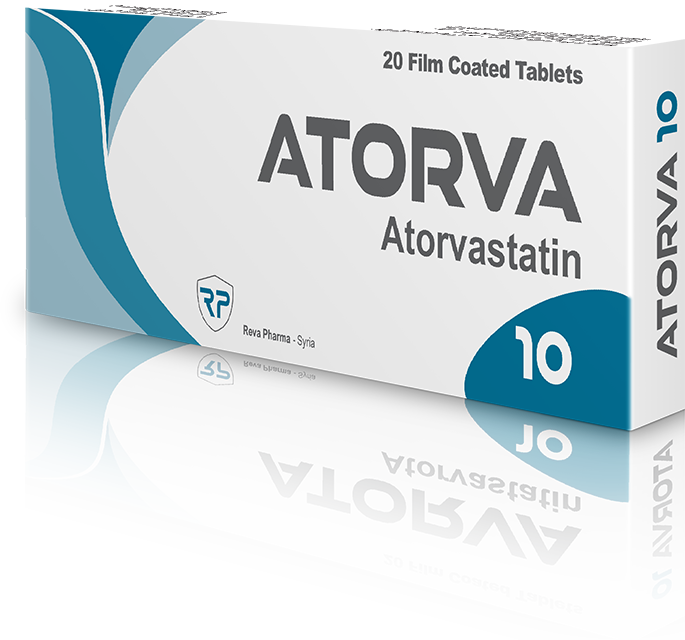 20 Film Coated Tablets
ATORVA
Atorvastatin
RP
Reva Pharma - Syria
10
ATORVA 10